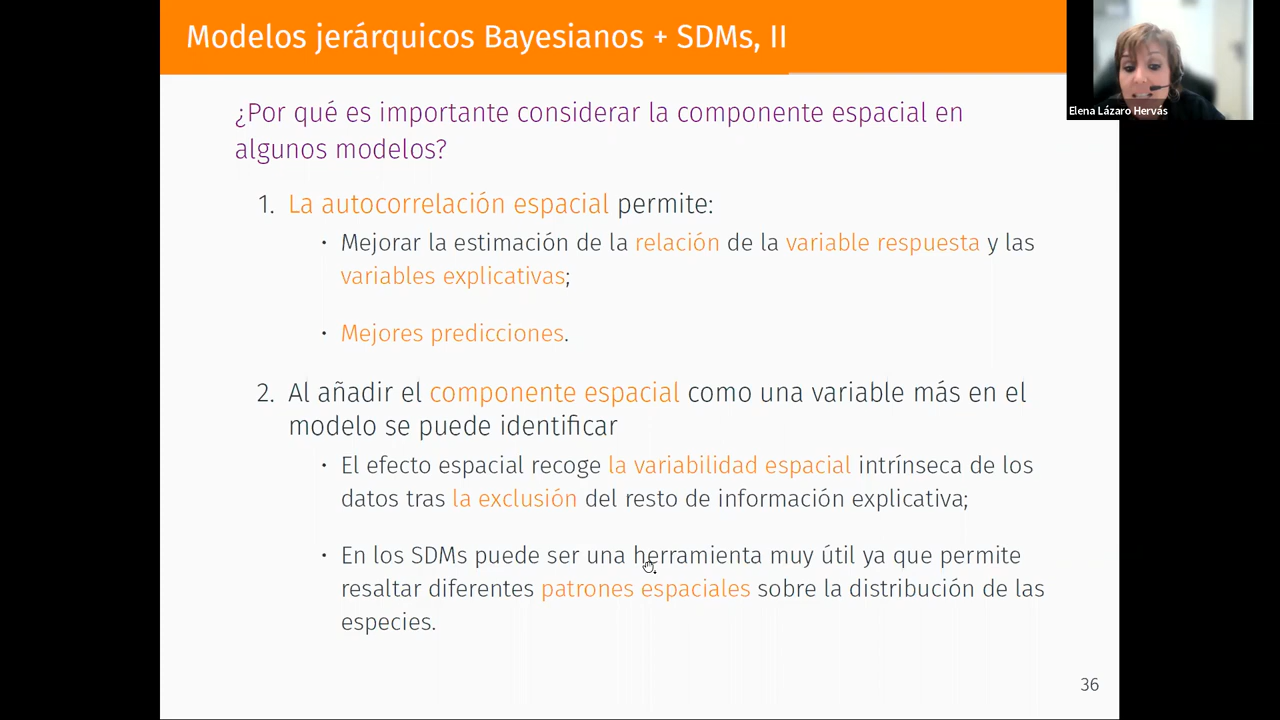 Modelos jerárquicos Bayesianos + SDMs, II
Elena Lázaro Hervás
¿Por qué es importante considerar la componente espacial en
algunos modelos?
1. La autocorrelación espacial permite:
• Mejorar la estimación de la relación de la variable respuesta y las
variables explicativas;
• Mejores predicciones.
2. Al añadir el componente espacial como una variable más en el
modelo se puede identificar
• El efecto espacial recoge la variabilidad espacial intrínseca de los
datos tras la exclusión del resto de información explicativa;
• En los SDMs puede ser una herramienta muy útil ya que permite
resaltar diferentes patrones espaciales sobre la distribución de las
especies.
36